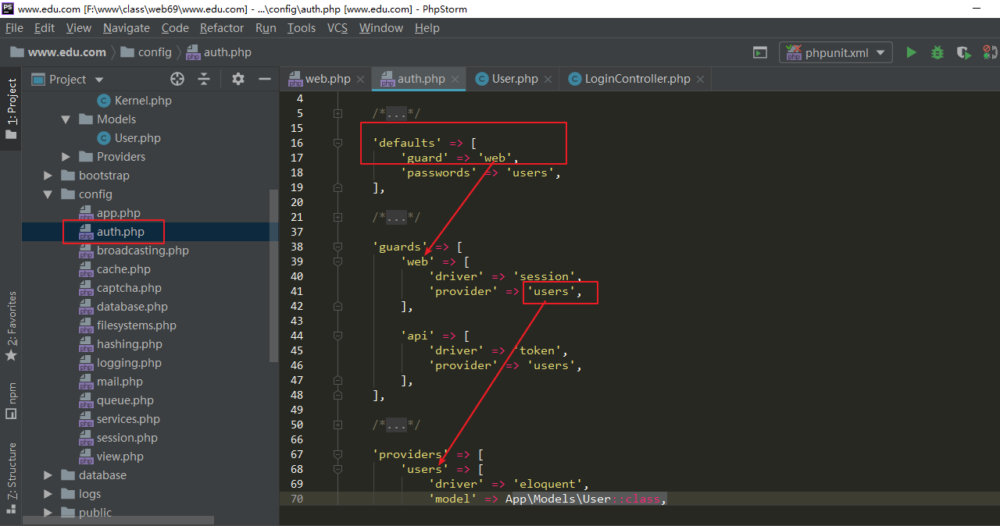 www.edu.com [F:\www\class\web69\www.edu.com] - ...\config\auth.php [www.edu.com] - PhpStorm
File Edit View Navigate Code Refactor Run Tools VCS Window Help
www.edu.com config auth.php phpunit.xml
Project
web.php auth.php User.php LoginController.php
1: Project
2: Favorites
npm
7: Structure
Kernel.php
Models
User.php
Providers
bootstrap
config
app.php
auth.php
broadcasting.php
cache.php
captcha.php
database.php
filesystems.php
hashing.php
logging.php
mail.php
queue.php
services.php
session.php
view.php
database
logs
public
4
5 /*...*/
15
16 'defaults' => [
17 'guard' => 'web',
18 'passwords' => 'users',
19 ],
20
21 /*...*/
37
38 'guards' => [
39 'web' => [
40 'driver' => 'session',
41 'provider' => 'users',
42 ],
43
44 'api' => [
45 'driver' => 'token',
46 'provider' => 'users',
47 ],
48 ],
49
50 /*...*/
66
67 'providers' => [
68 'users' => [
69 'driver' => 'eloquent',
70 'model' => App\Models\User::class,